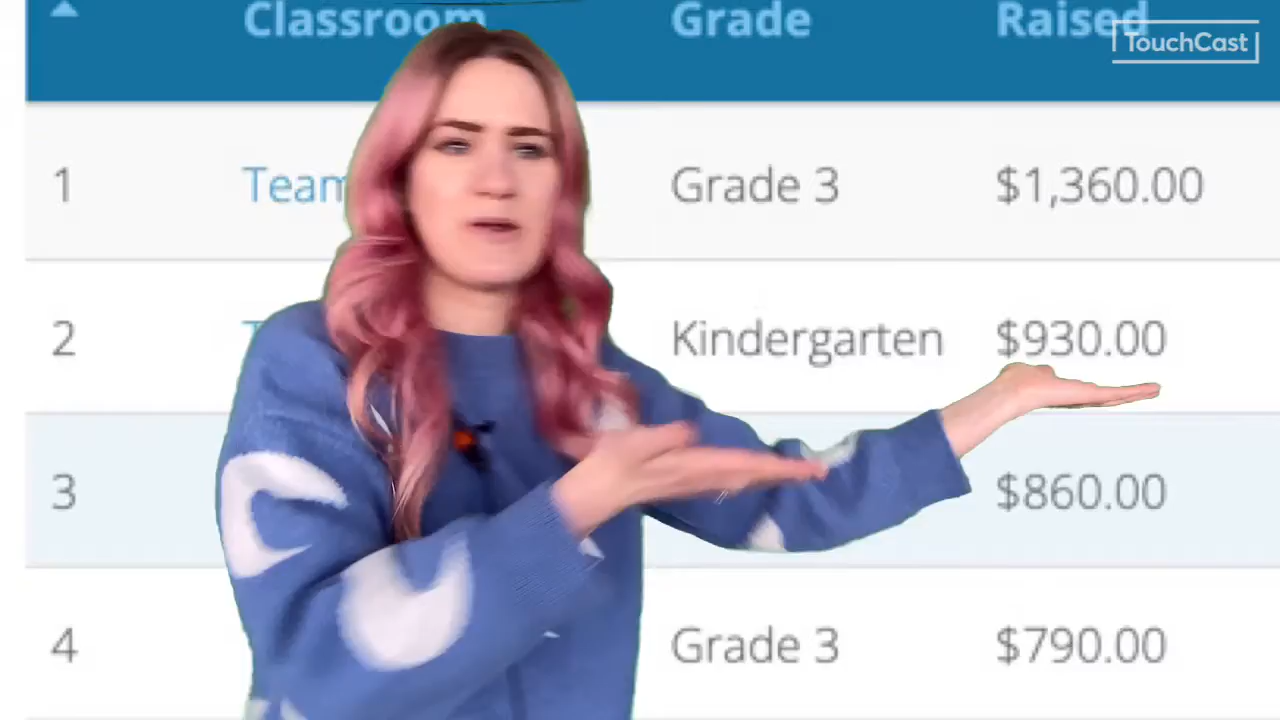 Classroom Grade Raised
TouchCast
1 Team Grade 3 $1,360.00
2 Kindergarten $930.00
3 $860.00
4 Grade 3 $790.00